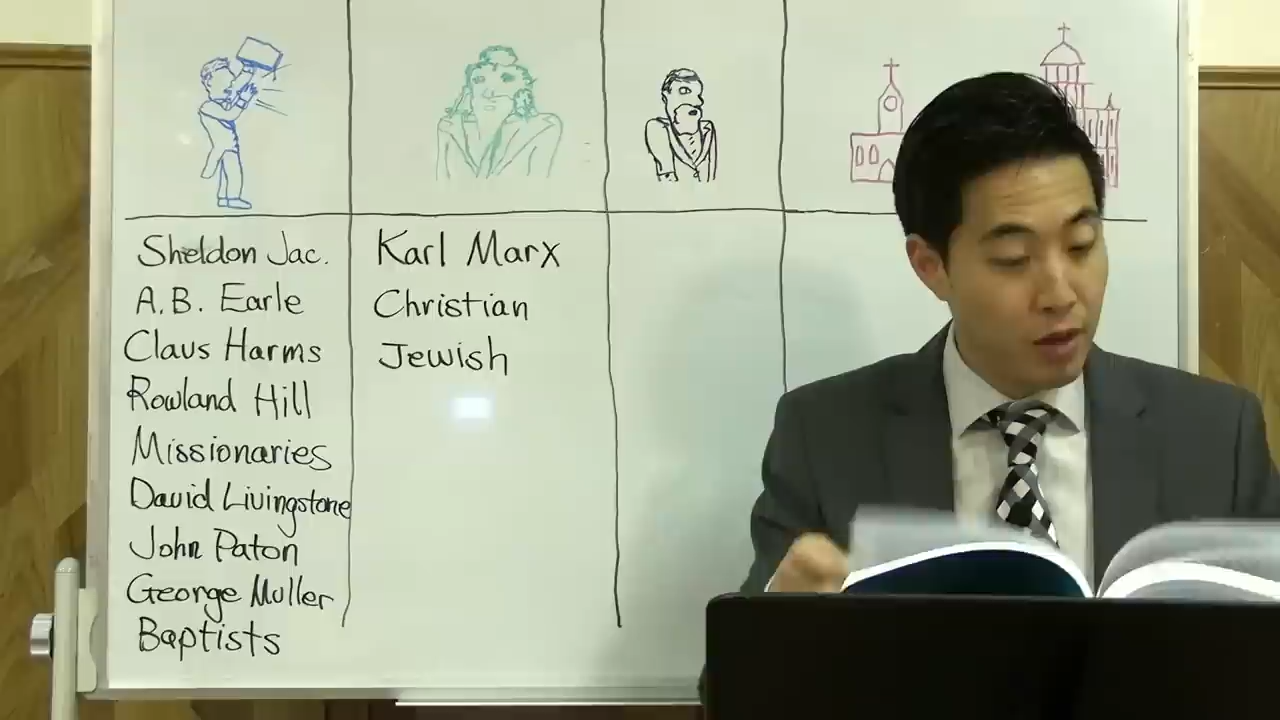 Sheldon Jac.
A.B. Earle
Claus Harms
Rowland Hill
Missionaries
David Livingstone
John Paton
George Muller
Baptists
Karl Marx
Christian
Jewish